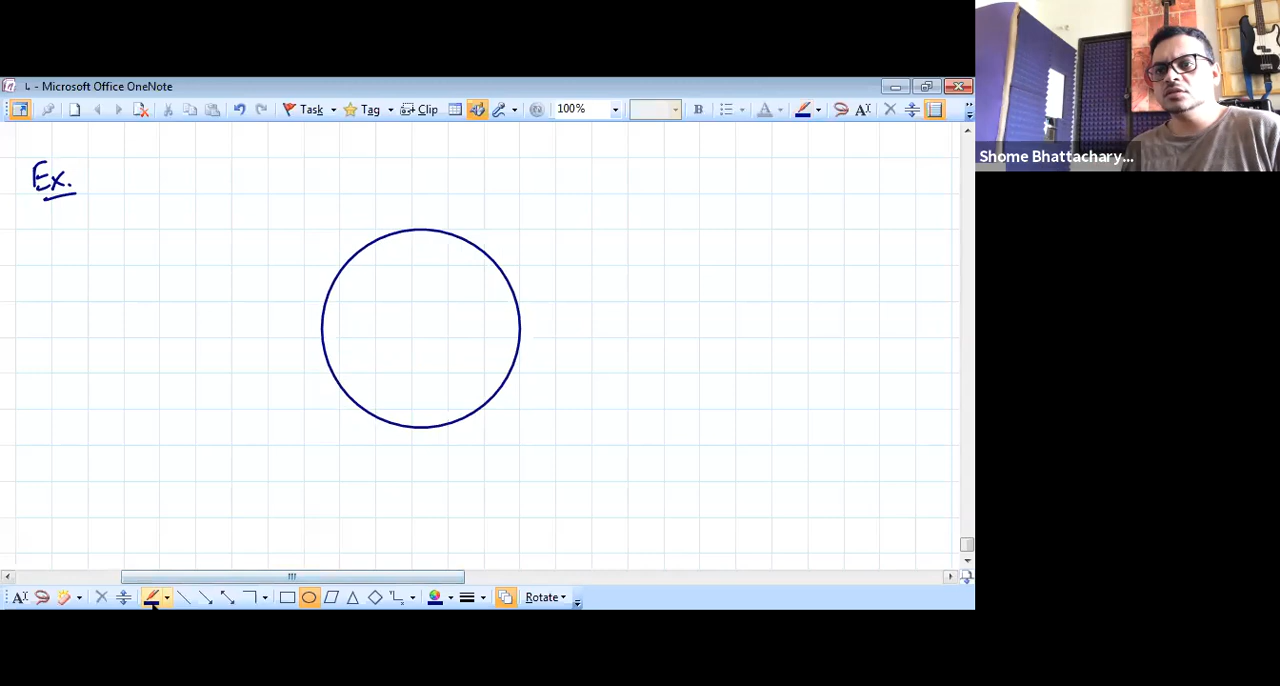 ι - Microsoft Office OneNote
Task Tag Clip 100% B A A
Ex.
Shome Bhattachary...
A Rotate